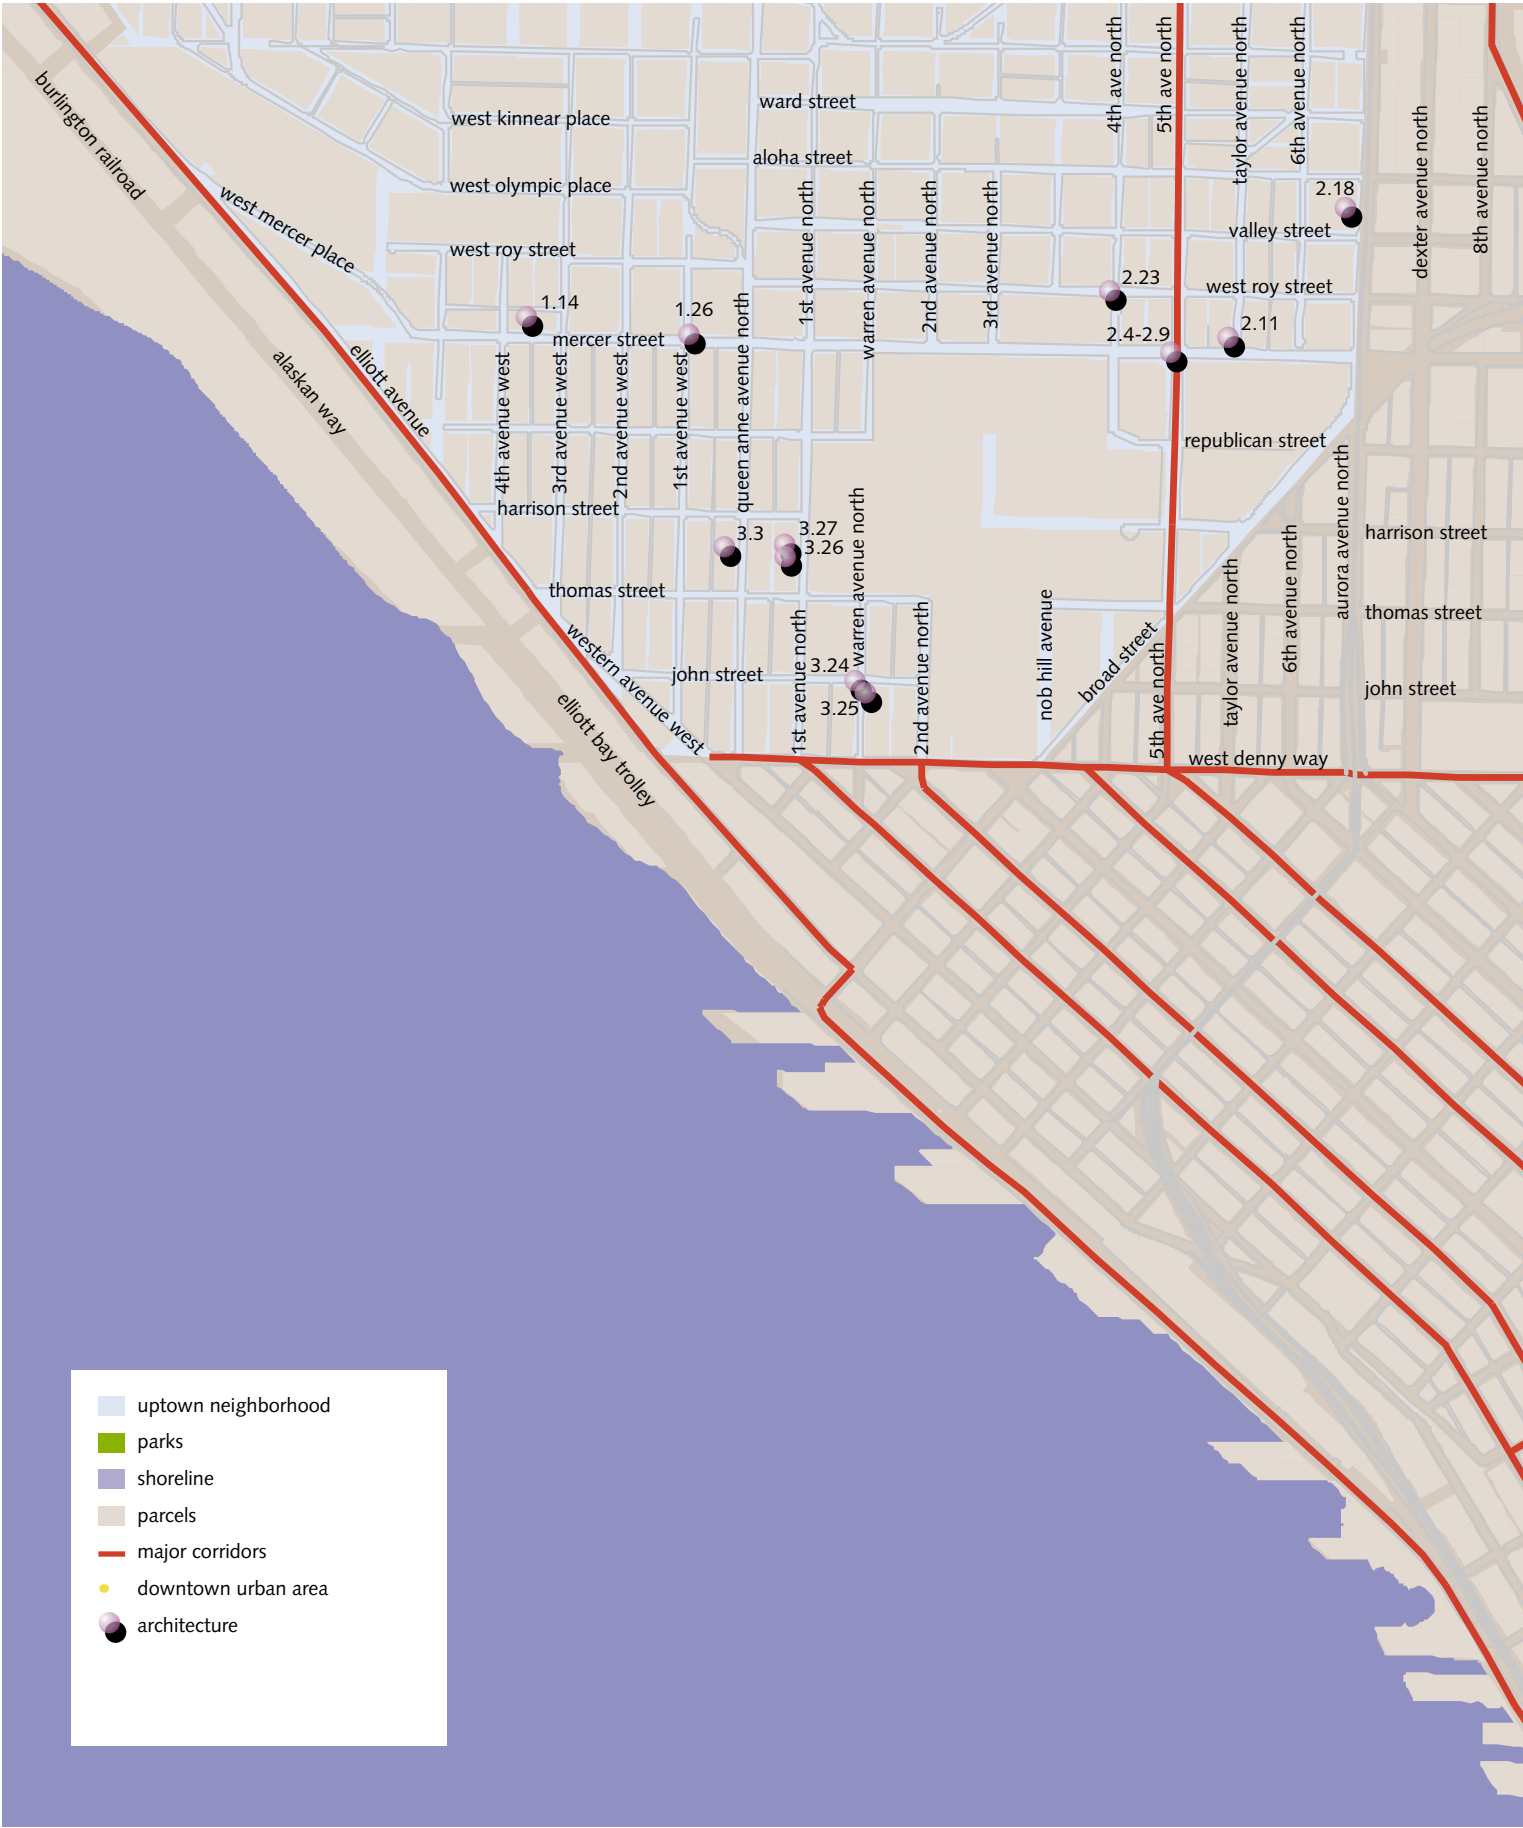 4th ave north
5th ave north
taylor avenue north
6th avenue north
burlington railroad
ward street
west kinnear place
dexter avenue north
8th avenue north
aloha street
west olympic place
west mercer place
1st avenue north
warren avenue north
2nd avenue north
3rd avenue north
2.18
valley street
west roy street
2.23
west roy street
1.14
1.26
queen anne avenue north
2.11
2.4-2.9
mercer street
elliott avenue
alaskan way
4th avenue west
3rd avenue west
2nd avenue west
1st avenue west
republican street
aurora avenue north
harrison street
warren avenue north
3.3
3.27
3.26
6th avenue north
harrison street
taylor avenue north
thomas street
nob hill avenue
1st avenue north
2nd avenue north
thomas street
western avenue west
broad street
5th ave north
3.24
john street
john street
3.25
elliott bay trolley
west denny way
uptown neighborhood
parks
shoreline
parcels
major corridors
downtown urban area
architecture